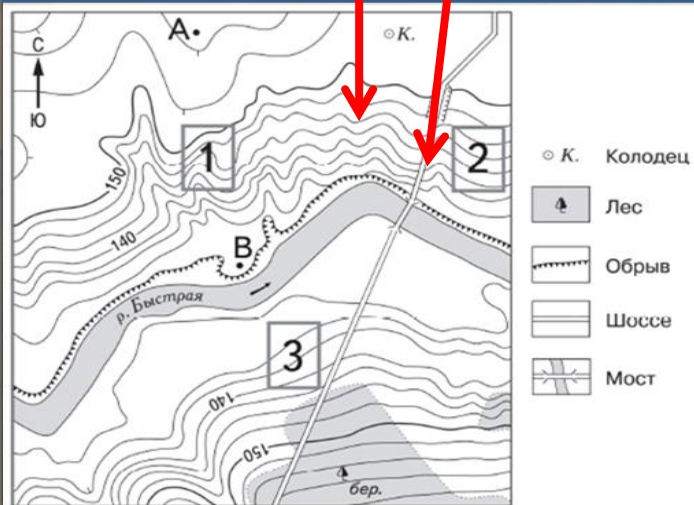 А
К.
С
Ю
1
2
150
140
В
р. Быстрая
3
140
150
бер.
К. Колодец
Лес
Обрыв
Шоссе
Мост